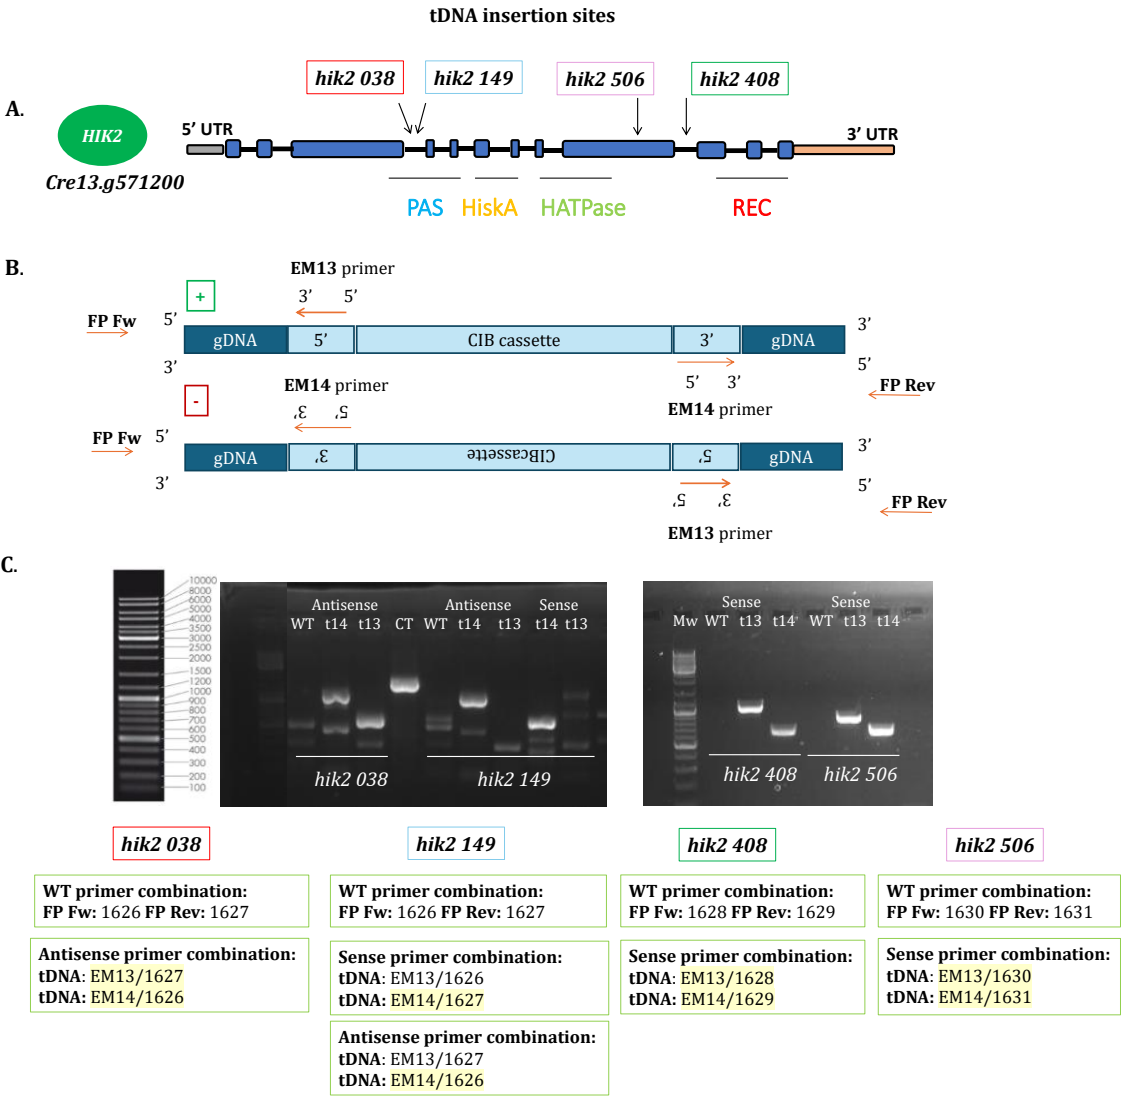 tDNA insertion sites
hik2 038
hik2 149
hik2 506
hik2 408
A.
HIK2
Cre13.g571200
5’ UTR
3’ UTR
PAS
HiskA
HATPase
REC
B.
EM13 primer
3’ 5’
+
FP Fw
5’
3’
gDNA
5’
CIB cassette
3’
gDNA
3’
5’
5’ 3’
EM14 primer
FP Rev
-
EM14 primer
3’ 5’
FP Fw
5’
3’
gDNA
3’
CIBcassette
5’
gDNA
3’
5’
5’ 3’
EM13 primer
FP Rev
C.
10000
8000
6000
5000
4000
3500
3000
2500
2000
1500
1200
1000
900
800
700
600
500
400
300
200
100
Antisense
WT t14 t13
CT
Antisense
WT t14 t13
Sense
t14 t13
hik2 038
hik2 149
Mw
Sense
WT t13 t14
Sense
WT t13 t14
hik2 408
hik2 506
hik2 038
WT primer combination:
FP Fw: 1626 FP Rev: 1627
Antisense primer combination:
tDNA: EM13/1627
tDNA: EM14/1626
hik2 149
WT primer combination:
FP Fw: 1626 FP Rev: 1627
Sense primer combination:
tDNA: EM13/1626
tDNA: EM14/1627
Antisense primer combination:
tDNA: EM13/1627
tDNA: EM14/1626
hik2 408
WT primer combination:
FP Fw: 1628 FP Rev: 1629
Sense primer combination:
tDNA: EM13/1628
tDNA: EM14/1629
hik2 506
WT primer combination:
FP Fw: 1630 FP Rev: 1631
Sense primer combination:
tDNA: EM13/1630
tDNA: EM14/1631